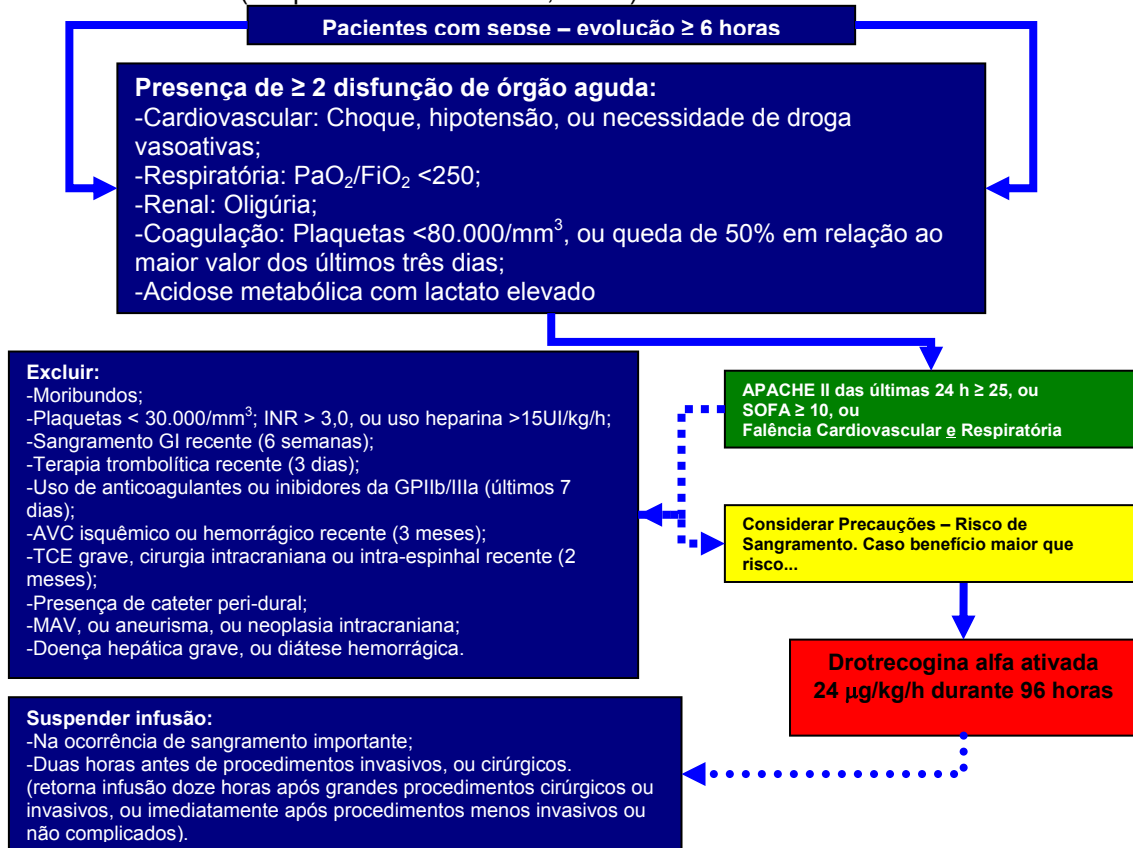 Pacientes com sepse – evolução ≥ 6 horas
Presença de ≥ 2 disfunção de órgão aguda:
-Cardiovascular: Choque, hipotensão, ou necessidade de droga
vasoativas;
-Respiratória: PaO₂/FiO₂ <250;
-Renal: Oligúria;
-Coagulação: Plaquetas <80.000/mm³, ou queda de 50% em relação ao
maior valor dos últimos três dias;
-Acidose metabólica com lactato elevado
Excluir:
-Moribundos;
-Plaquetas < 30.000/mm³; INR > 3,0, ou uso heparina >15UI/kg/h;
-Sangramento GI recente (6 semanas);
-Terapia trombolítica recente (3 dias);
-Uso de anticoagulantes ou inibidores da GPIIb/IIIa (últimos 7
dias);
-AVC isquêmico ou hemorrágico recente (3 meses);
-TCE grave, cirurgia intracraniana ou intra-espinhal recente (2
meses);
-Presença de cateter peri-dural;
-MAV, ou aneurisma, ou neoplasia intracraniana;
-Doença hepática grave, ou diátese hemorrágica.
APACHE II das últimas 24 h ≥ 25, ou
SOFA ≥ 10, ou
Falência Cardiovascular e Respiratória
Considerar Precauções – Risco de
Sangramento. Caso benefício maior que
risco...
Drotrecogina alfa ativada
24 µg/kg/h durante 96 horas
Suspender infusão:
-Na ocorrência de sangramento importante;
-Duas horas antes de procedimentos invasivos, ou cirúrgicos.
(retorna infusão doze horas após grandes procedimentos cirúrgicos ou
invasivos, ou imediatamente após procedimentos menos invasivos ou
não complicados).